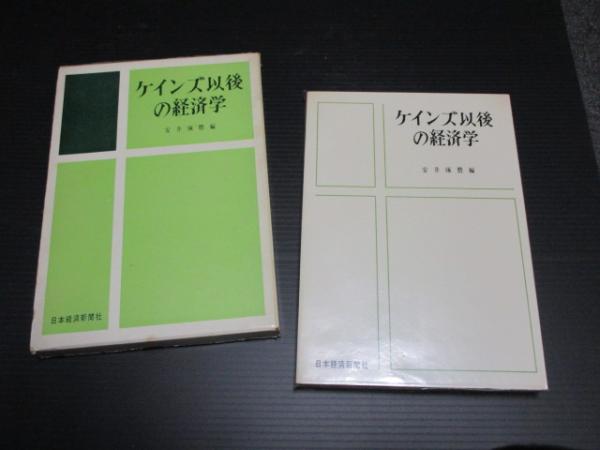 ケインズ以後
の経済学
安井琢磨編
日本経済新聞社
ケインズ以後
の経済学
安井琢磨編
日本経済新聞社